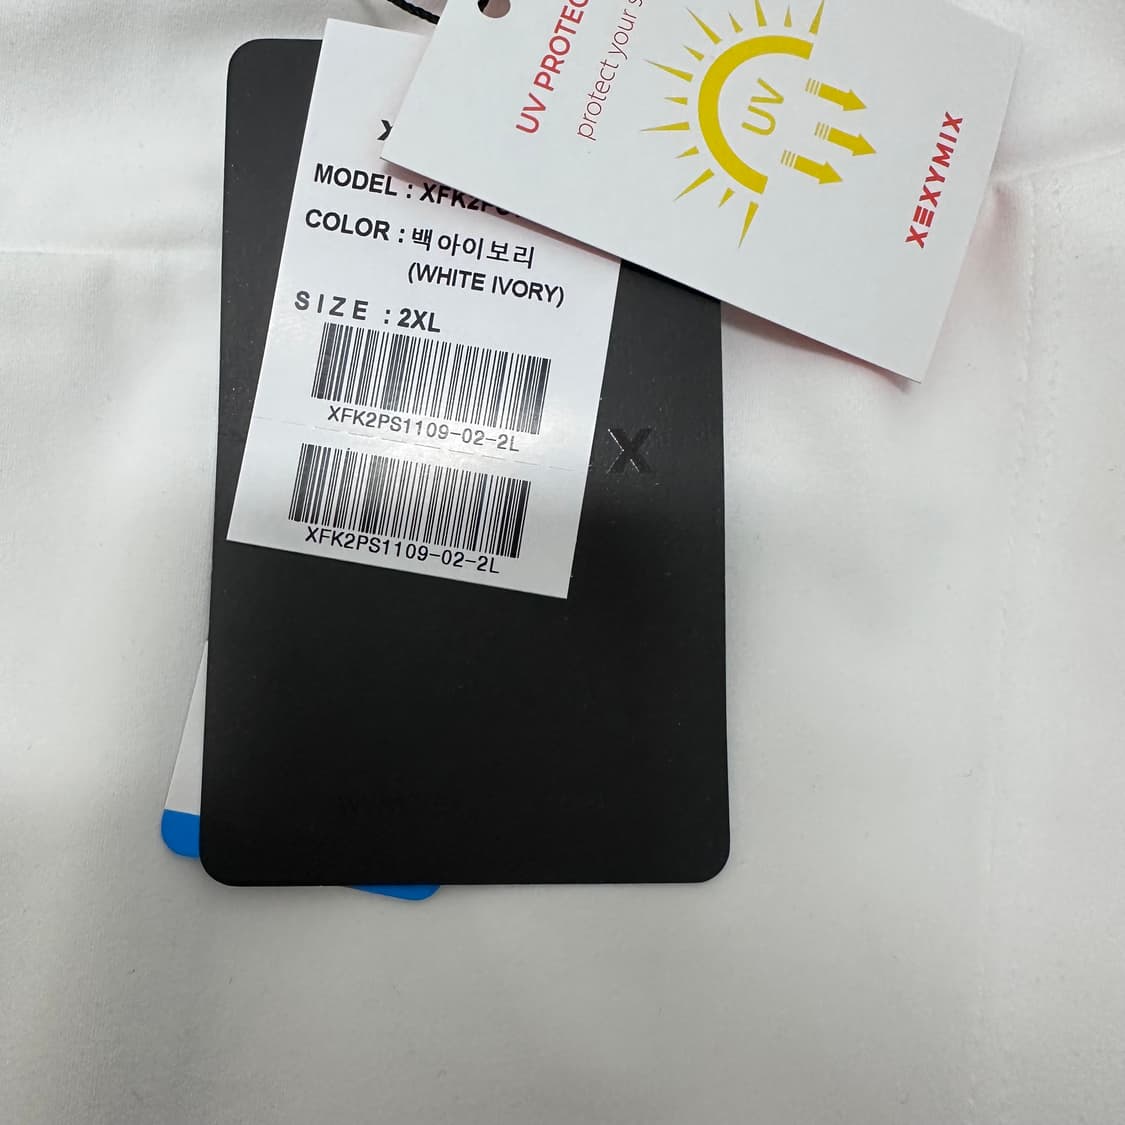 UV PROTEC
protect your s
UV
XEXYMIX
MODEL : XFK2PS1
COLOR : 백아이보리
(WHITE IVORY)
SIZE : 2XL
XFK2PS1109-02-2L
XFK2PS1109-02-2L
X